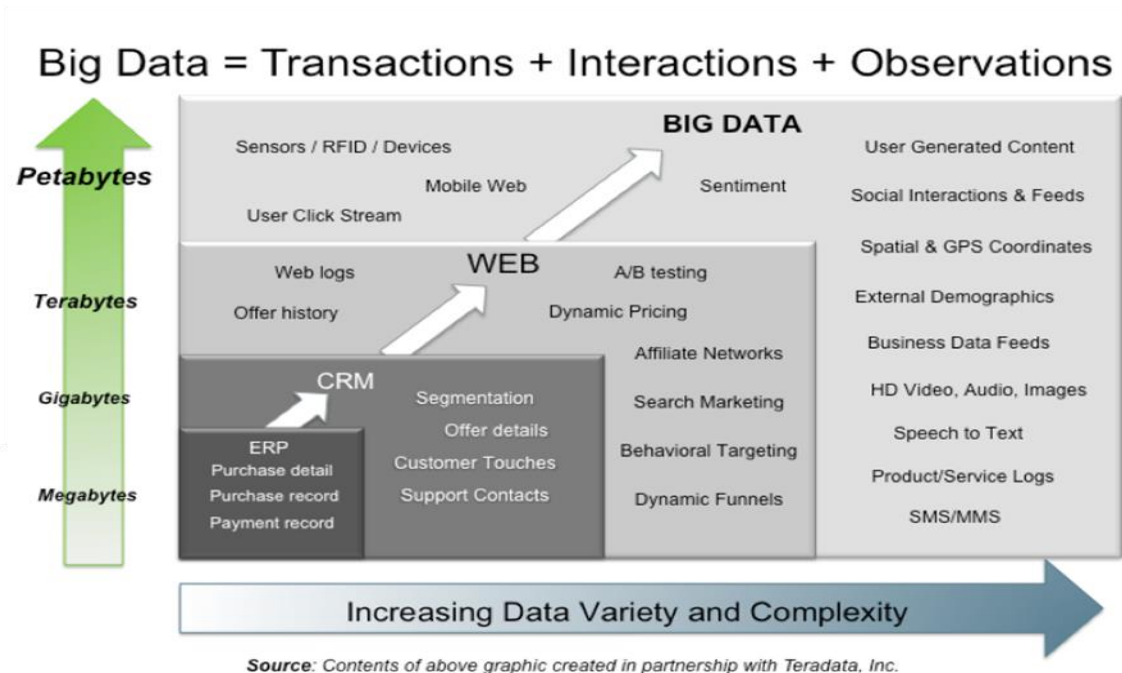 Big Data = Transactions + Interactions + Observations
Petabytes
Terabytes
Gigabytes
Megabytes
BIG DATA
Sensors / RFID / Devices
Mobile Web
User Click Stream
Sentiment
User Generated Content
Social Interactions & Feeds
Spatial & GPS Coordinates
External Demographics
Business Data Feeds
HD Video, Audio, Images
Speech to Text
Product/Service Logs
SMS/MMS
WEB
Web logs
Offer history
A/B testing
Dynamic Pricing
Affiliate Networks
Search Marketing
Behavioral Targeting
Dynamic Funnels
CRM
Segmentation
Offer details
Customer Touches
Support Contacts
ERP
Purchase detail
Purchase record
Payment record
Increasing Data Variety and Complexity
Source: Contents of above graphic created in partnership with Teradata, Inc.